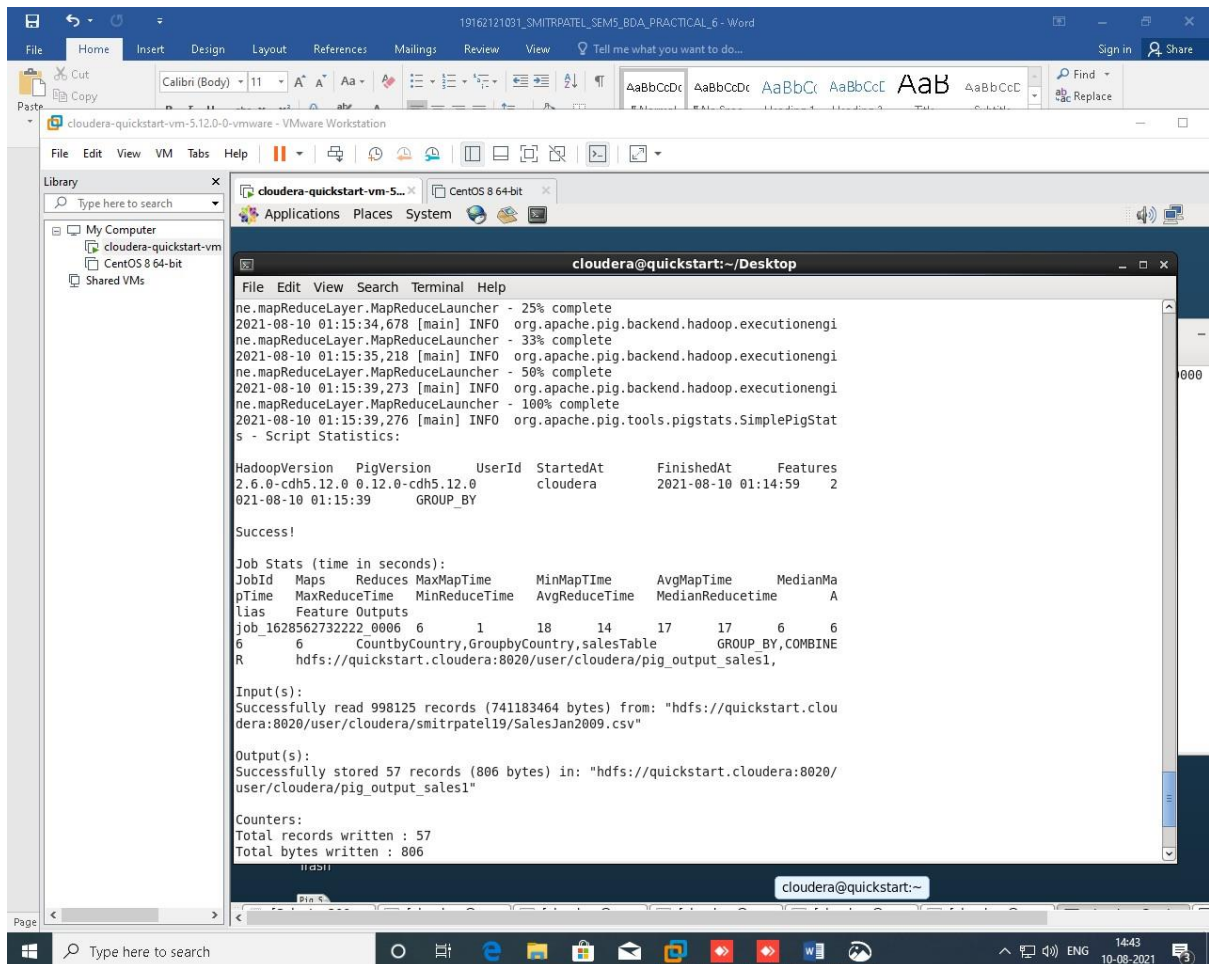 19162121031_SMITRPATEL_SEM5_BDA_PRACTICAL_6 - Word
File Home Insert Design Layout References Mailings Review View Tell me what you want to do... Sign in Share
Cut
Copy
Paste
Calibri (Body) 11
AaBbCcDc AaBbCcDc AaBbCc AaBbCcE AaB AaBbCcD
Find
Replace
cloudera-quickstart-vm-5.12.0-0-vmware - VMware Workstation
File Edit View VM Tabs Help
Library
Type here to search
My Computer
cloudera-quickstart-vm
CentOS 8 64-bit
Shared VMs
cloudera-quickstart-vm-5...
CentOS 8 64-bit
Applications Places System
cloudera@quickstart:~/Desktop
File Edit View Search Terminal Help
ne.mapReduceLayer.MapReduceLauncher - 25% complete
2021-08-10 01:15:34,678 [main] INFO org.apache.pig.backend.hadoop.executionengi
ne.mapReduceLayer.MapReduceLauncher - 33% complete
2021-08-10 01:15:35,218 [main] INFO org.apache.pig.backend.hadoop.executionengi
ne.mapReduceLayer.MapReduceLauncher - 50% complete
2021-08-10 01:15:39,273 [main] INFO org.apache.pig.backend.hadoop.executionengi
ne.mapReduceLayer.MapReduceLauncher - 100% complete
2021-08-10 01:15:39,276 [main] INFO org.apache.pig.tools.pigstats.SimplePigStat
s - Script Statistics:
HadoopVersion PigVersion UserId StartedAt FinishedAt Features
2.6.0-cdh5.12.0 0.12.0-cdh5.12.0 cloudera 2021-08-10 01:14:59 2
021-08-10 01:15:39 GROUP_BY
Success!
Job Stats (time in seconds):
JobId Maps Reduces MaxMapTime MinMapTIme AvgMapTime MedianMa
pTime MaxReduceTime MinReduceTime AvgReduceTime MedianReducetime A
lias Feature Outputs
job_1628562732222_0006 6 1 18 14 17 17 6 6
6 6 CountbyCountry,GroupbyCountry,salesTable GROUP_BY,COMBINE
R hdfs://quickstart.cloudera:8020/user/cloudera/pig_output_sales1,
Input(s):
Successfully read 998125 records (741183464 bytes) from: "hdfs://quickstart.clou
dera:8020/user/cloudera/smitrpatel19/SalesJan2009.csv"
Output(s):
Successfully stored 57 records (806 bytes) in: "hdfs://quickstart.cloudera:8020/
user/cloudera/pig_output_sales1"
Counters:
Total records written : 57
Total bytes written : 806
000
cloudera@quickstart:~
Page
Type here to search
ENG
14:43
10-08-2021
3